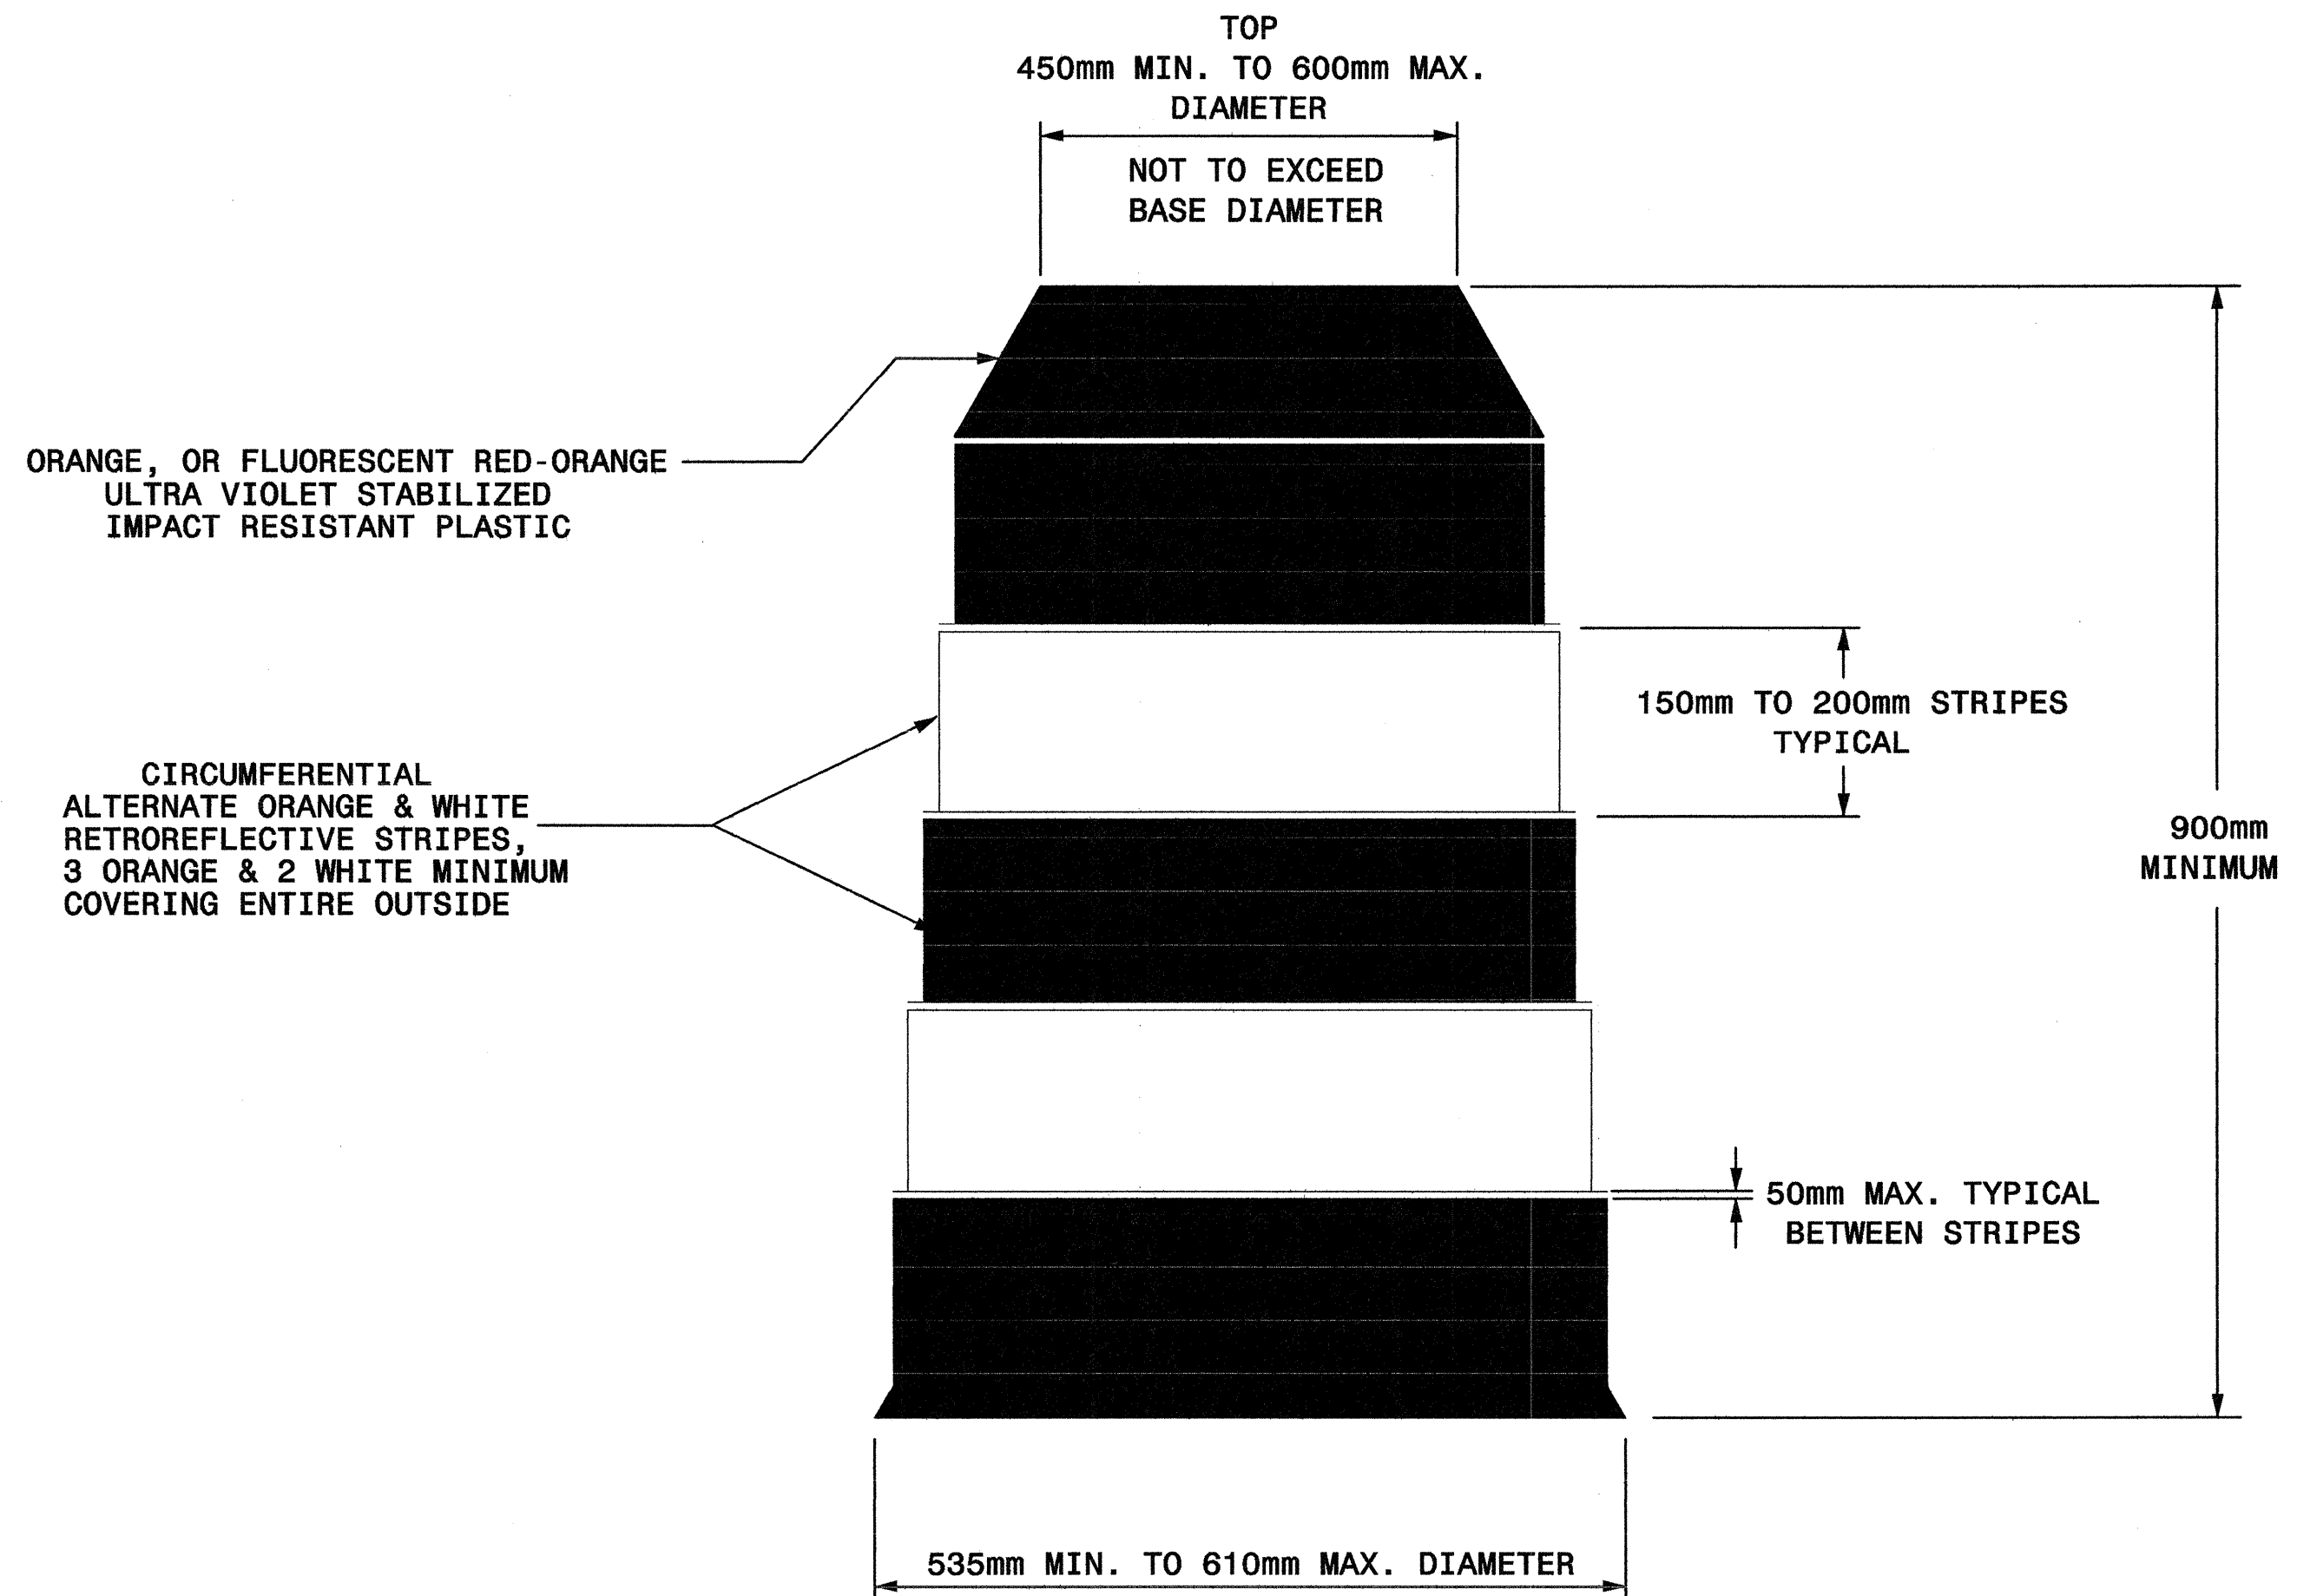 TOP
450mm MIN. TO 600mm MAX.
DIAMETER
NOT TO EXCEED
BASE DIAMETER
ORANGE, OR FLUORESCENT RED-ORANGE
ULTRA VIOLET STABILIZED
IMPACT RESISTANT PLASTIC
150mm TO 200mm STRIPES
TYPICAL
CIRCUMFERENTIAL
ALTERNATE ORANGE & WHITE
RETROREFLECTIVE STRIPES,
3 ORANGE & 2 WHITE MINIMUM
COVERING ENTIRE OUTSIDE
900mm
MINIMUM
50mm MAX. TYPICAL
BETWEEN STRIPES
535mm MIN. TO 610mm MAX. DIAMETER